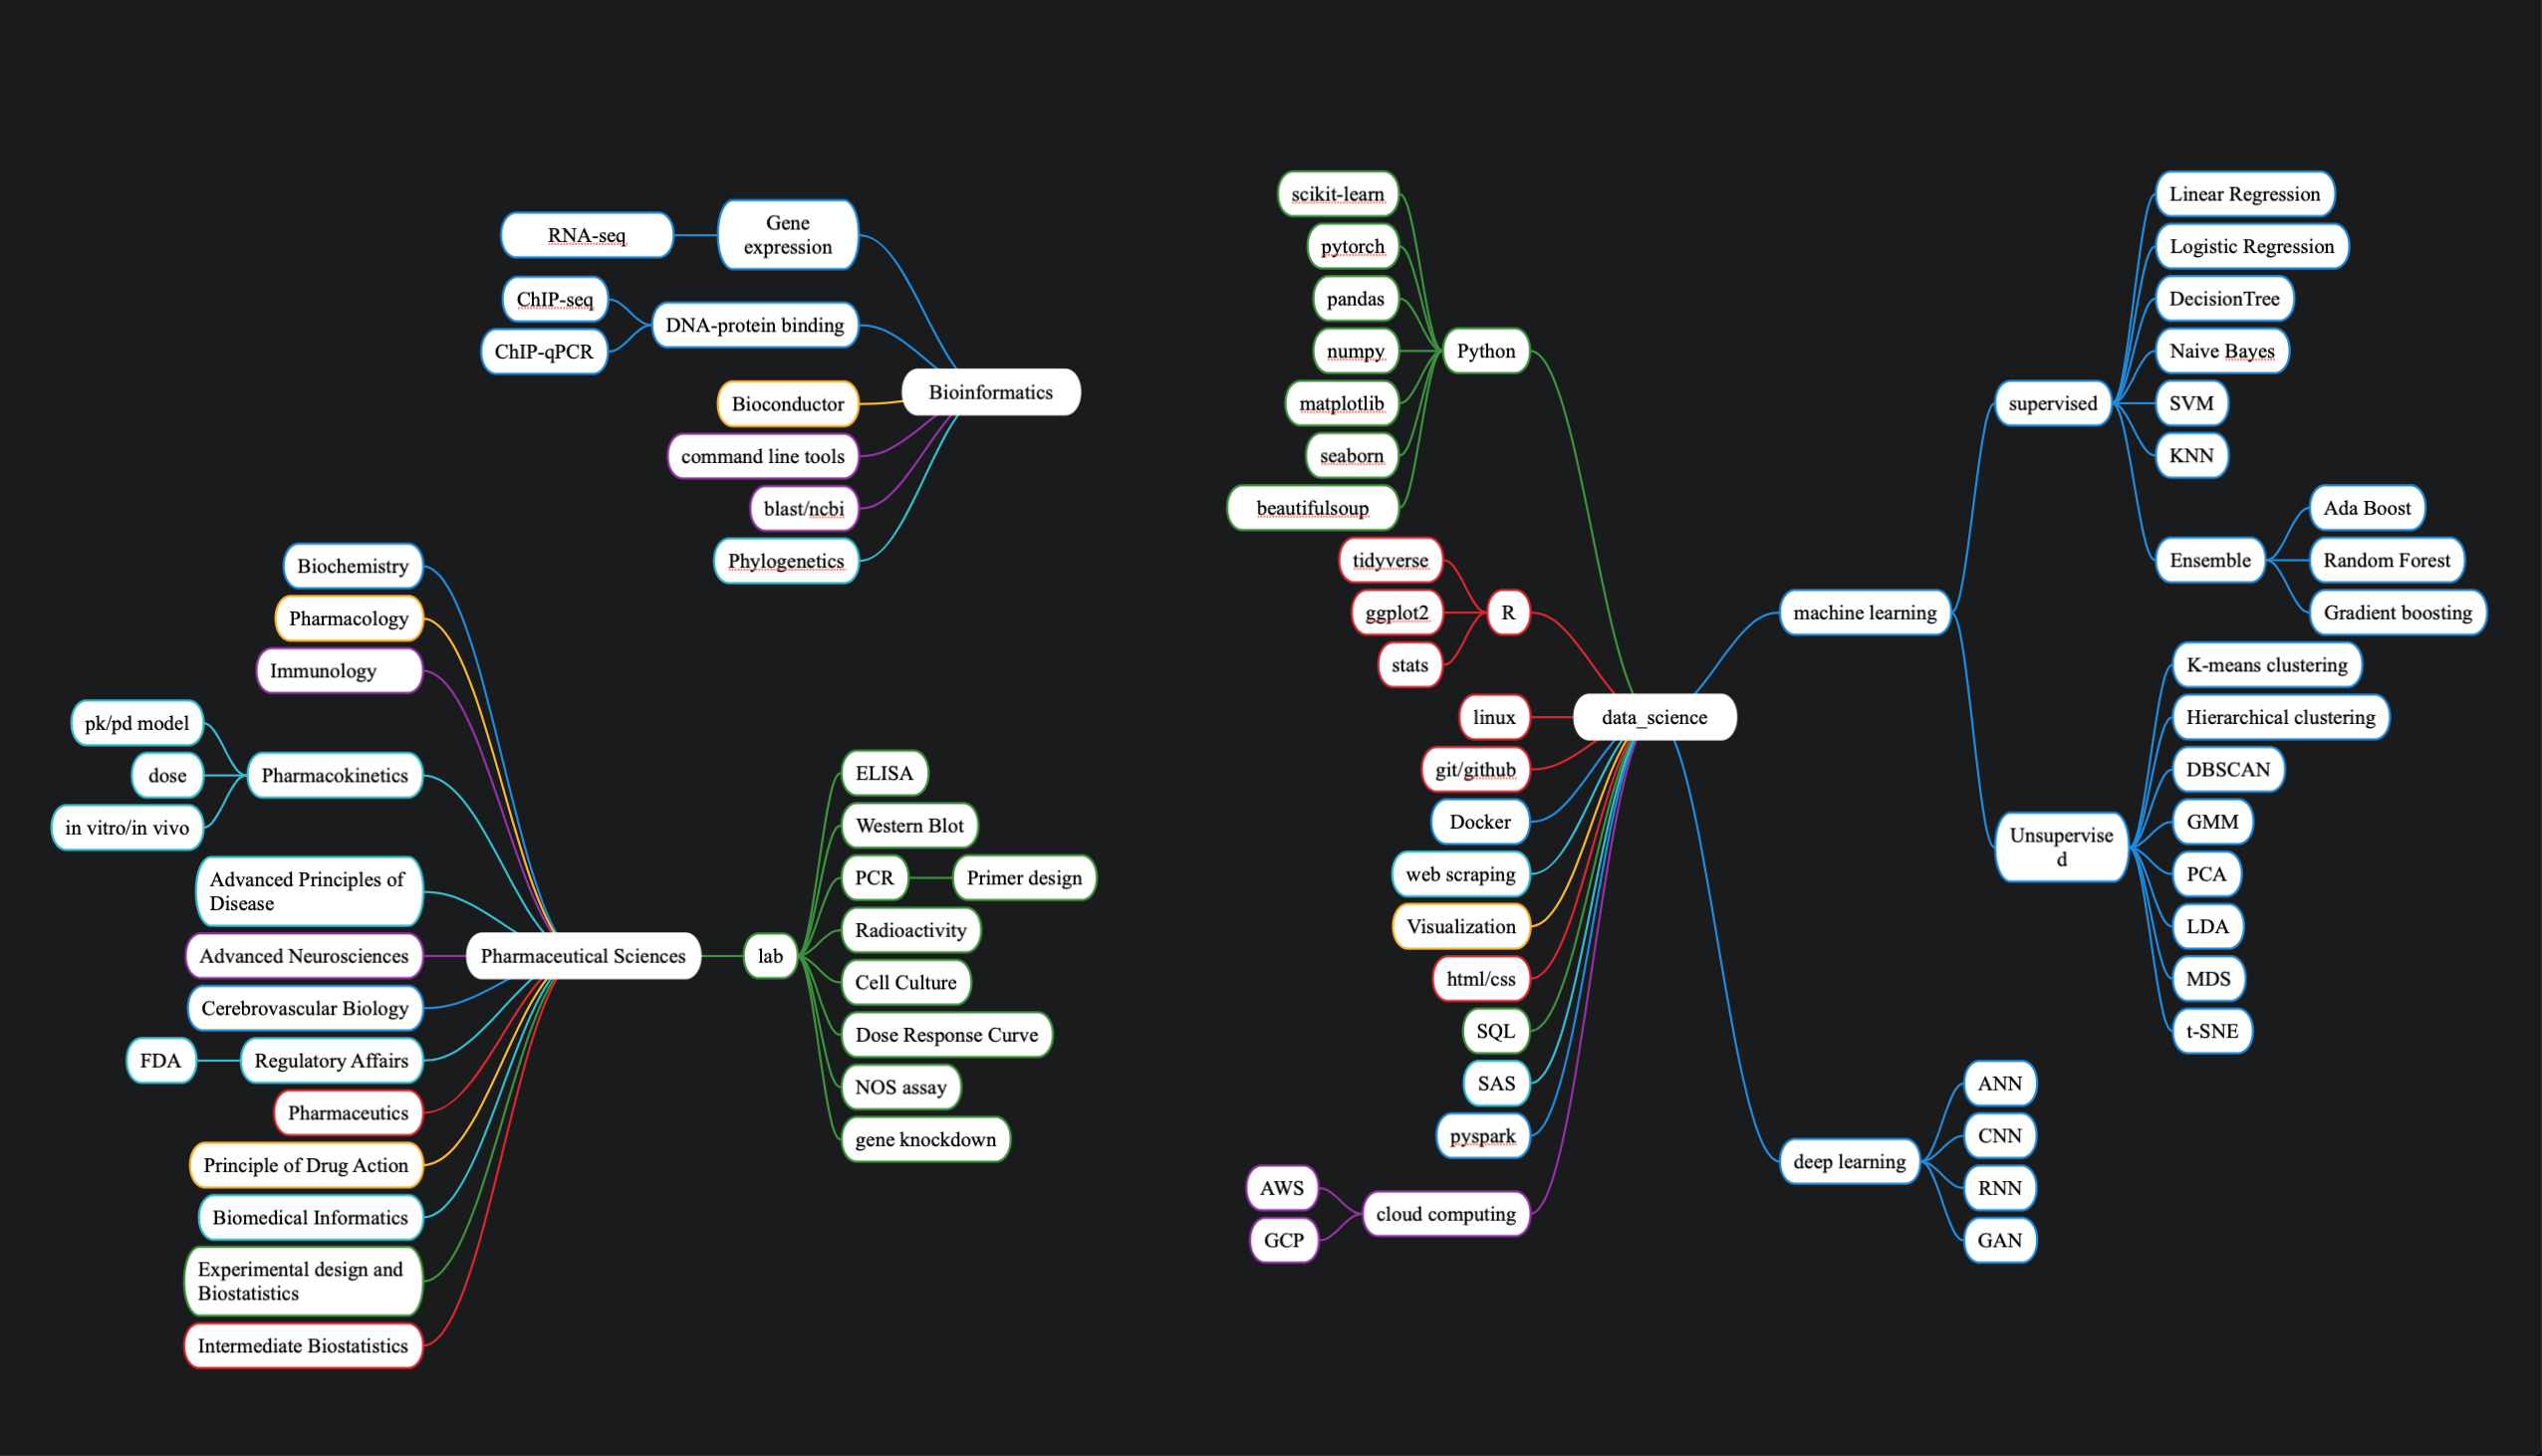 Gene
expression
RNA-seq
ChIP-seq
DNA-protein binding
ChIP-qPCR
Bioinformatics
Bioconductor
command line tools
blast/ncbi
Phylogenetics
Biochemistry
Pharmacology
Immunology
pk/pd model
dose
Pharmacokinetics
in vitro/in vivo
Advanced Principles of
Disease
Advanced Neurosciences
Pharmaceutical Sciences
Cerebrovascular Biology
FDA
Regulatory Affairs
Pharmaceutics
Principle of Drug Action
Biomedical Informatics
Experimental design and
Biostatistics
Intermediate Biostatistics
lab
ELISA
Western Blot
PCR
Primer design
Radioactivity
Cell Culture
Dose Response Curve
NOS assay
gene knockdown
scikit-learn
pytorch
pandas
numpy
Python
matplotlib
seaborn
beautifulsoup
tidyverse
ggplot2
R
stats
linux
data_science
git/github
Docker
web scraping
Visualization
html/css
SQL
SAS
pyspark
AWS
cloud computing
GCP
machine learning
supervised
Linear Regression
Logistic Regression
DecisionTree
Naive Bayes
SVM
KNN
Ensemble
Ada Boost
Random Forest
Gradient boosting
Unsupervise
d
K-means clustering
Hierarchical clustering
DBSCAN
GMM
PCA
LDA
MDS
t-SNE
deep learning
ANN
CNN
RNN
GAN